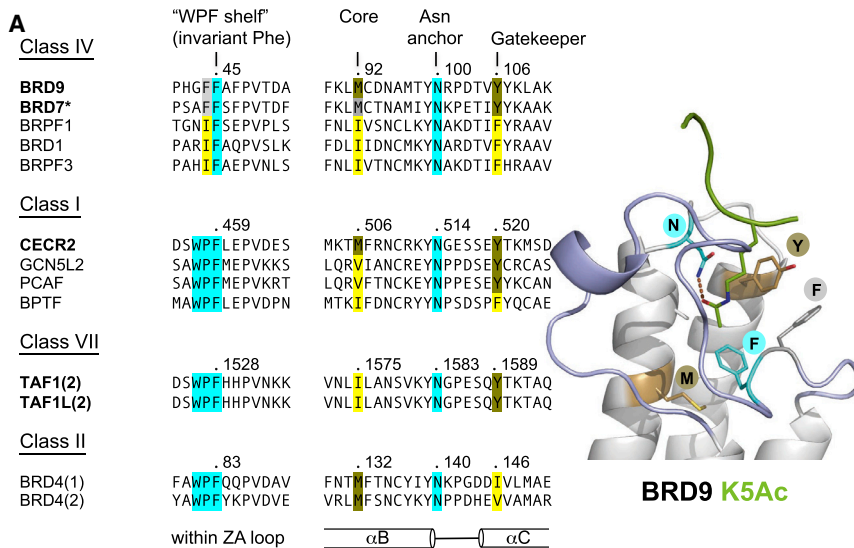 A
"WPF shelf" Core Asn Gatekeeper
Class IV (invariant Phe) anchor
.45 .92 .100 .106
BRD9 PHGFFAFPVTDA FKLMCDNAMTYNRPDTVYYKLAK
BRD7* PSAFFSFPVTDF FKLMCTNAMIYNKPETIYYKAAK
BRPF1 TGNIFSEPVPLS FNLIVSNCLKYNAKDTIFYRAAV
BRD1 PARIFAQPVSLK FDLIIDNCMKYNARDTVFYRAAV
BRPF3 PAHIFAEPVNLS FNLIVTNCMKYNAKDTIFHRAAV
Class I
.459 .506 .514 .520
CECR2 DSWPFLEPVDES MKTMFRNCRKYNGESSEYTKMSD
GCN5L2 SAWPFMEPVKKS LQRVIANCREYNPPDSEYCRCAS
PCAF SAWPFMEPVKRT LQRVFTNCKEYNPPESEYYKCAN
BPTF MAWPFLEPVDPN MTKIFDNCRYYNPSDSPFYQCAE
Class VII
.1528 .1575 .1583 .1589
TAF1(2) DSWPFHHPVNKK VNLILANSVKYNGPESQYTKTAQ
TAF1L(2) DSWPFHHPVNKK VNLILANSVKYNGPESQYTKTAQ
Class II
.83 .132 .140 .146
BRD4(1) FAWPFQQPVDAV FNTMFTNCYIYNKPGDDIVLMAE
BRD4(2) YAWPFYKPVDVE VRLMFSNCYKYNPPDHEVVAMAR
within ZA loop αB αC
N
Y
F
F
M
BRD9 K5Ac